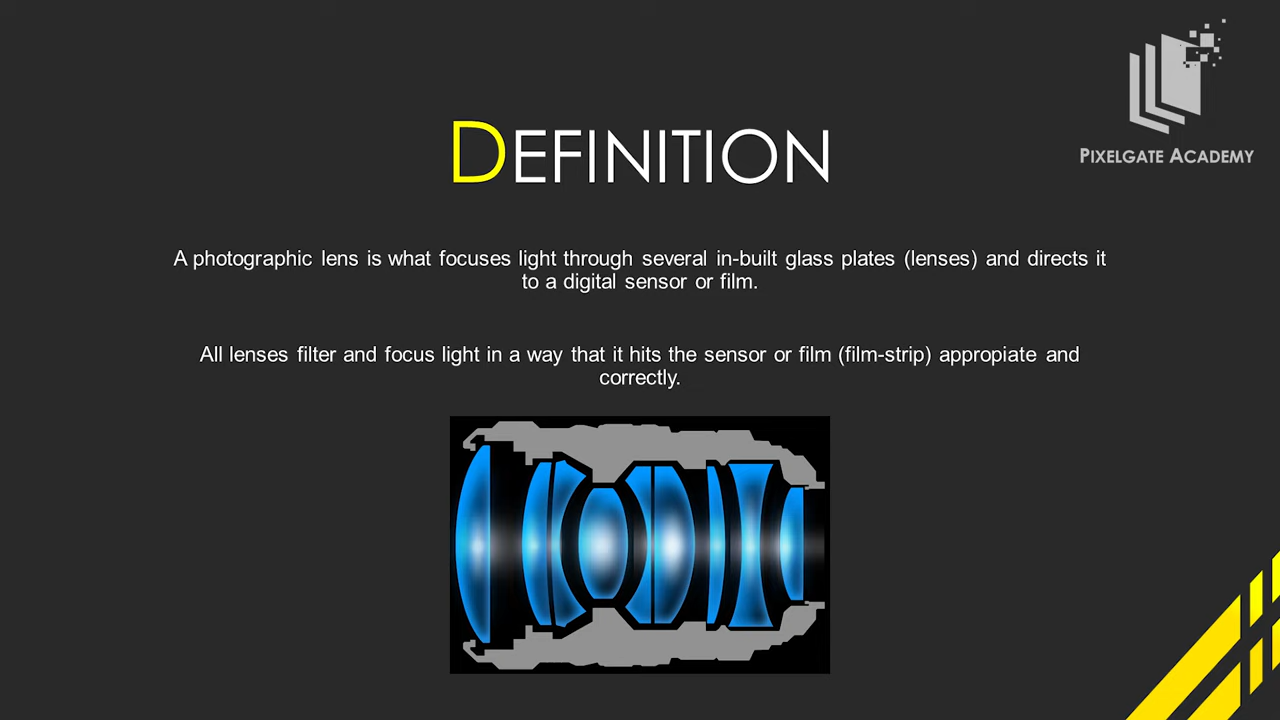 PIXELGATE ACADEMY
DEFINITION
A photographic lens is what focuses light through several in-built glass plates (lenses) and directs it
to a digital sensor or film.
All lenses filter and focus light in a way that it hits the sensor or film (film-strip) appropiate and
correctly.